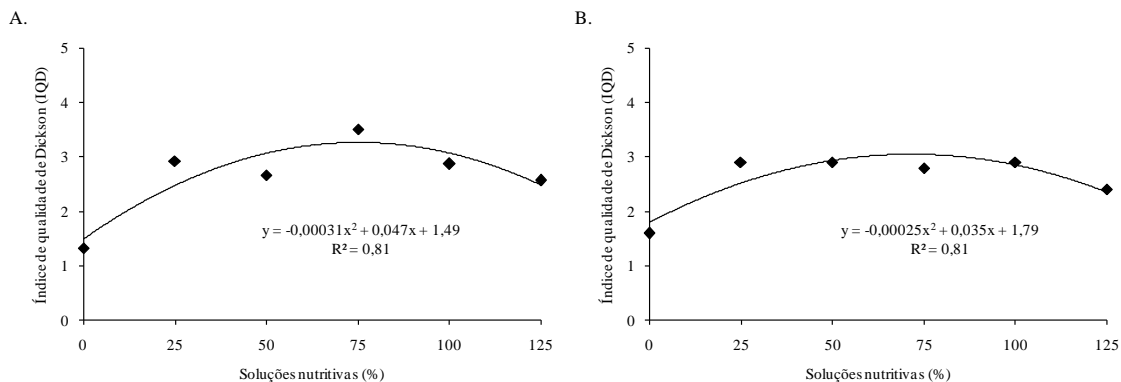 A.
Índice de qualidade de Dickson (IQD)
5
4
3
2
1
0
y = -0,00031x² + 0,047x + 1,49
R² = 0,81
0 25 50 75 100 125
Soluções nutritivas (%)
B.
Índice de qualidade de Dickson (IQD)
5
4
3
2
1
0
y = -0,00025x² + 0,035x + 1,79
R² = 0,81
0 25 50 75 100 125
Soluções nutritivas (%)